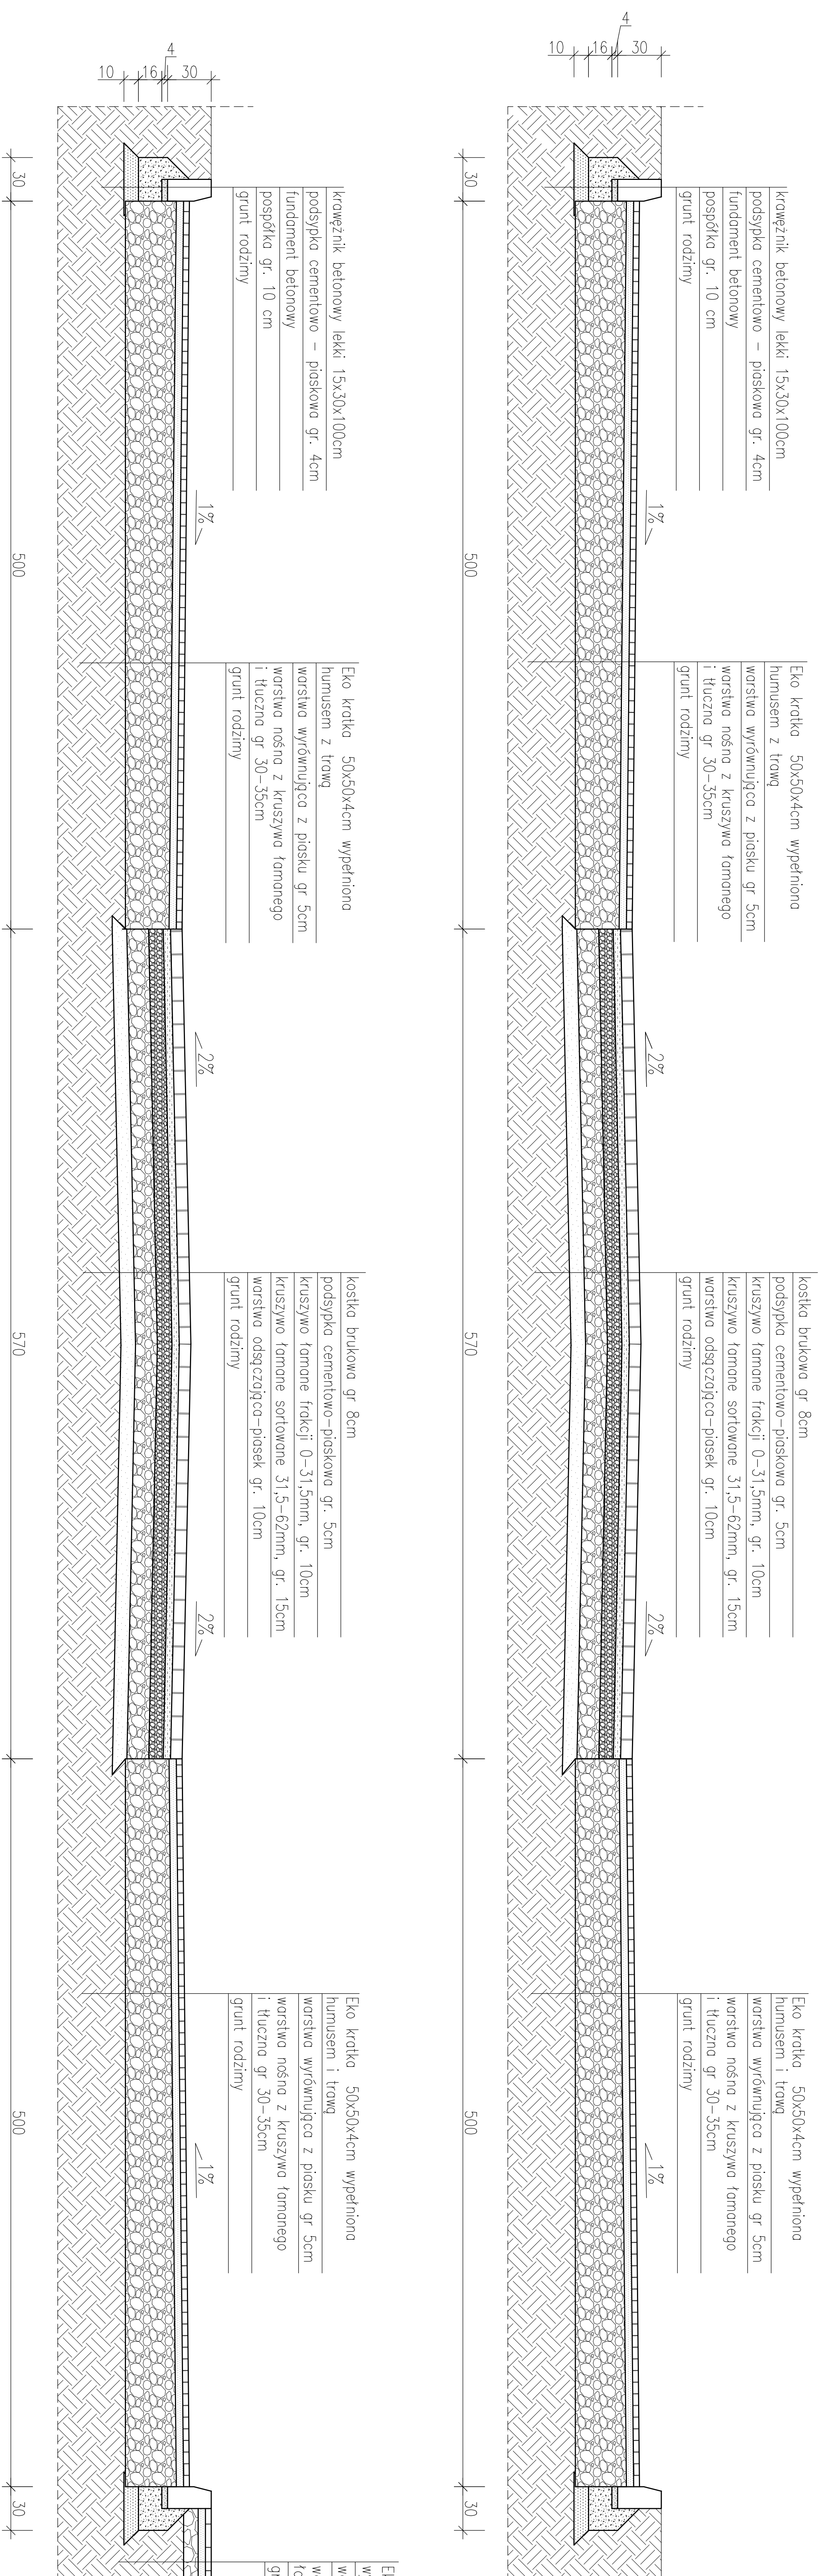 4
10
16
30
krawężnik betonowy lekki 15x30x100cm
podsypka cementowo - piaskowa gr. 4cm
fundament betonowy
pospółka gr. 10 cm
grunt rodzimy
1%
Eko kratka 50x50x4cm wypełniona
humusem z trawą
warstwa wyrównująca z piasku gr 5cm
warstwa nośna z kruszywa łamanego
i tłuczna gr 30-35cm
grunt rodzimy
2%
kostka brukowa gr 8cm
podsypka cementowo-piaskowa gr. 5cm
kruszywo łamane frakcji 0-31,5mm, gr. 10cm
kruszywo łamane sortowane 31,5-62mm, gr. 15cm
warstwa odsączająca-piasek gr. 10cm
grunt rodzimy
2%
Eko kratka 50x50x4cm wypełniona
humusem i trawą
warstwa wyrównująca z piasku gr 5cm
warstwa nośna z kruszywa łamanego
i tłuczna gr 30-35cm
grunt rodzimy
1%
30
500
570
500
30
4
10
16
30
krawężnik betonowy lekki 15x30x100cm
podsypka cementowo - piaskowa gr. 4cm
fundament betonowy
pospółka gr. 10 cm
grunt rodzimy
1%
Eko kratka 50x50x4cm wypełniona
humusem z trawą
warstwa wyrównująca z piasku gr 5cm
warstwa nośna z kruszywa łamanego
i tłuczna gr 30-35cm
grunt rodzimy
2%
kostka brukowa gr 8cm
podsypka cementowo-piaskowa gr. 5cm
kruszywo łamane frakcji 0-31,5mm, gr. 10cm
kruszywo łamane sortowane 31,5-62mm, gr. 15cm
warstwa odsączająca-piasek gr. 10cm
grunt rodzimy
2%
Eko kratka 50x50x4cm wypełniona
humusem i trawą
warstwa wyrównująca z piasku gr 5cm
warstwa nośna z kruszywa łamanego
i tłuczna gr 30-35cm
grunt rodzimy
1%
30
500
570
500
30